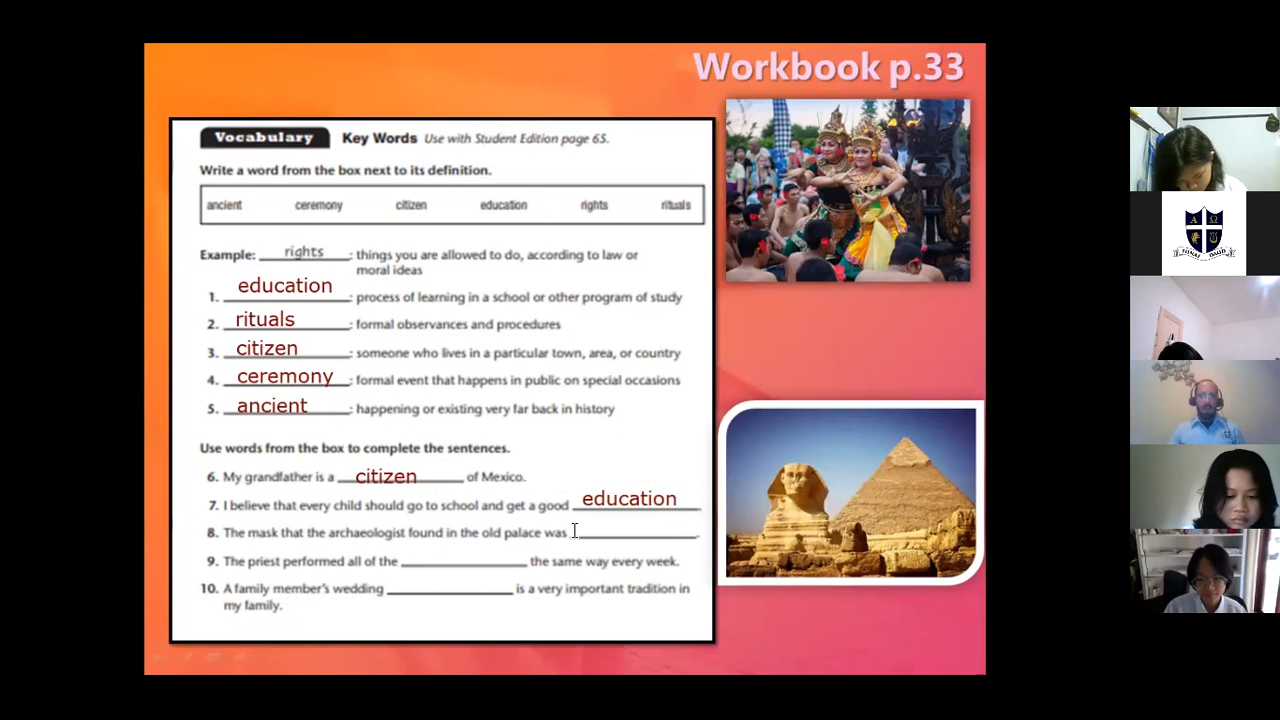 Workbook p.33
Vocabulary Key Words Use with Student Edition page 65.
Write a word from the box next to its definition.
ancient ceremony citizen education rights rituals
Example: rights : things you are allowed to do, according to law or
moral ideas
1. education : process of learning in a school or other program of study
2. rituals : formal observances and procedures
3. citizen : someone who lives in a particular town, area, or country
4. ceremony : formal event that happens in public on special occasions
5. ancient : happening or existing very far back in history
Use words from the box to complete the sentences.
6. My grandfather is a citizen of Mexico.
7. I believe that every child should go to school and get a good education
8. The mask that the archaeologist found in the old palace was ____________.
9. The priest performed all of the ____________ the same way every week.
10. A family member's wedding ____________ is a very important tradition in
my family.
Α Ω